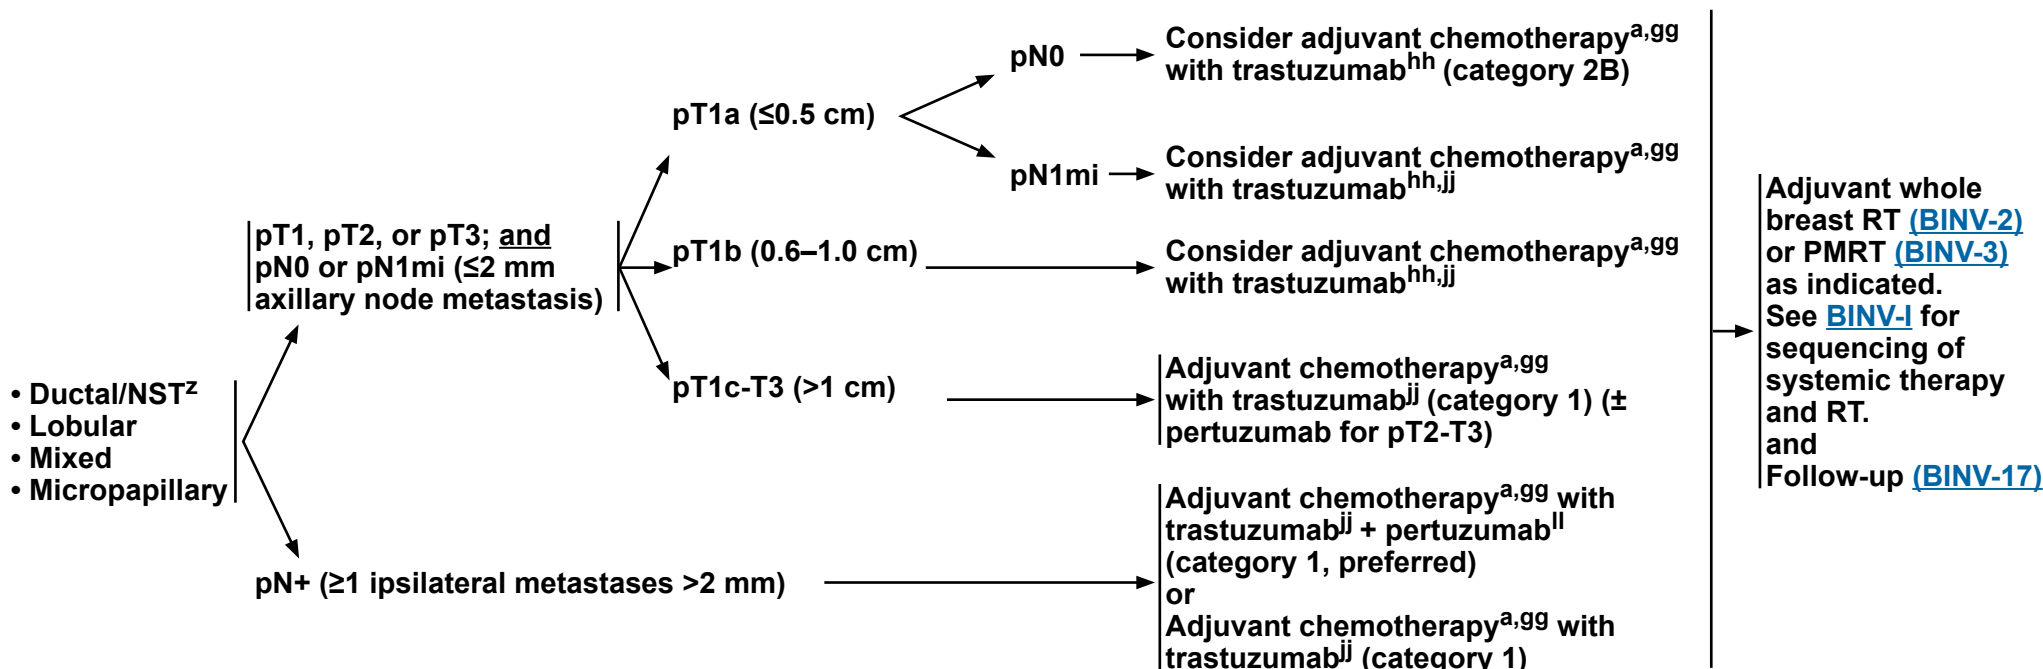 • Ductal/NSTz
• Lobular
• Mixed
• Micropapillary
pT1, pT2, or pT3; and
pN0 or pN1mi (≤2 mm
axillary node metastasis)
pT1a (≤0.5 cm)
pN0
Consider adjuvant chemotherapya,gg
with trastuzumabhh (category 2B)
pN1mi
Consider adjuvant chemotherapya,gg
with trastuzumabhh,jj
pT1b (0.6–1.0 cm)
Consider adjuvant chemotherapya,gg
with trastuzumabhh,jj
pT1c-T3 (>1 cm)
Adjuvant chemotherapya,gg
with trastuzumabjj (category 1) (±
pertuzumab for pT2-T3)
pN+ (≥1 ipsilateral metastases >2 mm)
Adjuvant chemotherapya,gg with
trastuzumabjj + pertuzumabll
(category 1, preferred)
or
Adjuvant chemotherapya,gg with
trastuzumabjj (category 1)
Adjuvant whole
breast RT (BINV-2)
or PMRT (BINV-3)
as indicated.
See BINV-I for
sequencing of
systemic therapy
and RT.
and
Follow-up (BINV-17)